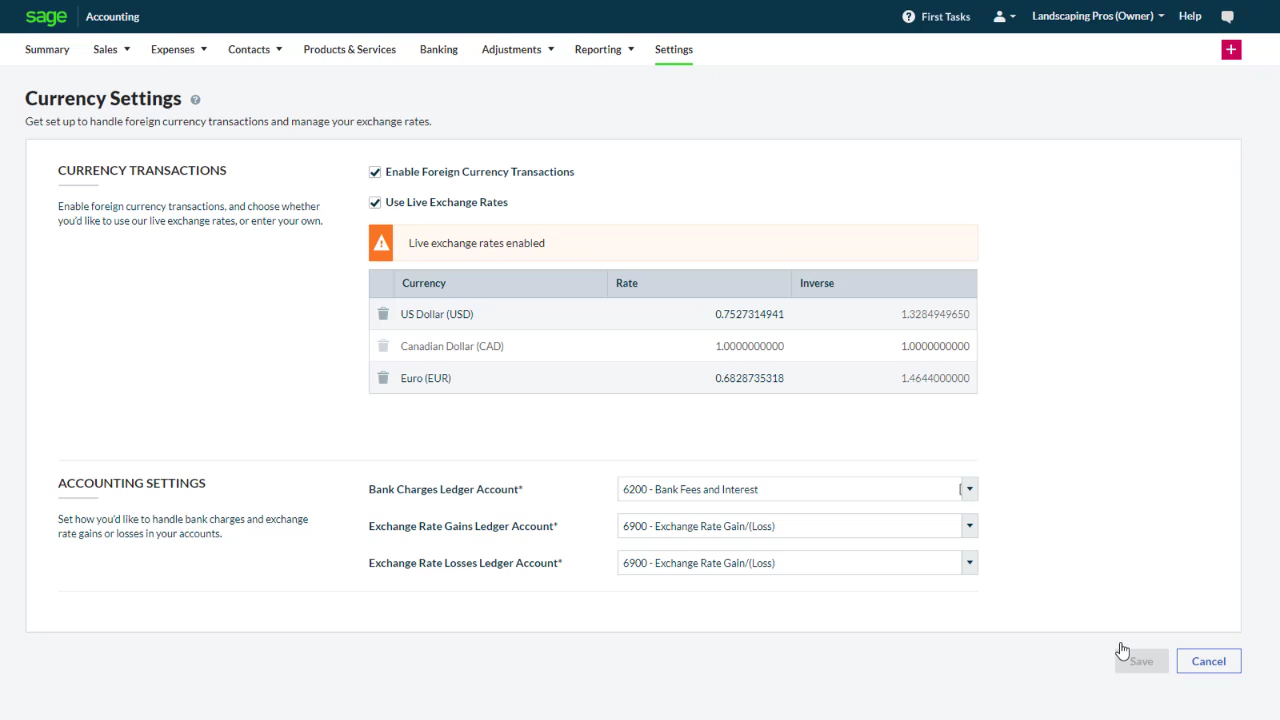 sage
Accounting
First Tasks
Landscaping Pros (Owner)
Help
Summary
Sales
Expenses
Contacts
Products & Services
Banking
Adjustments
Reporting
Settings
Currency Settings
Get set up to handle foreign currency transactions and manage your exchange rates.
CURRENCY TRANSACTIONS
Enable foreign currency transactions, and choose whether
you'd like to use our live exchange rates, or enter your own.
Enable Foreign Currency Transactions
Use Live Exchange Rates
Live exchange rates enabled
Currency Rate Inverse
US Dollar (USD) 0.7527314941 1.3284949650
Canadian Dollar (CAD) 1.0000000000 1.0000000000
Euro (EUR) 0.6828735318 1.4644000000
ACCOUNTING SETTINGS
Set how you'd like to handle bank charges and exchange
rate gains or losses in your accounts.
Bank Charges Ledger Account* 6200 - Bank Fees and Interest
Exchange Rate Gains Ledger Account* 6900 - Exchange Rate Gain/(Loss)
Exchange Rate Losses Ledger Account* 6900 - Exchange Rate Gain/(Loss)
Save
Cancel